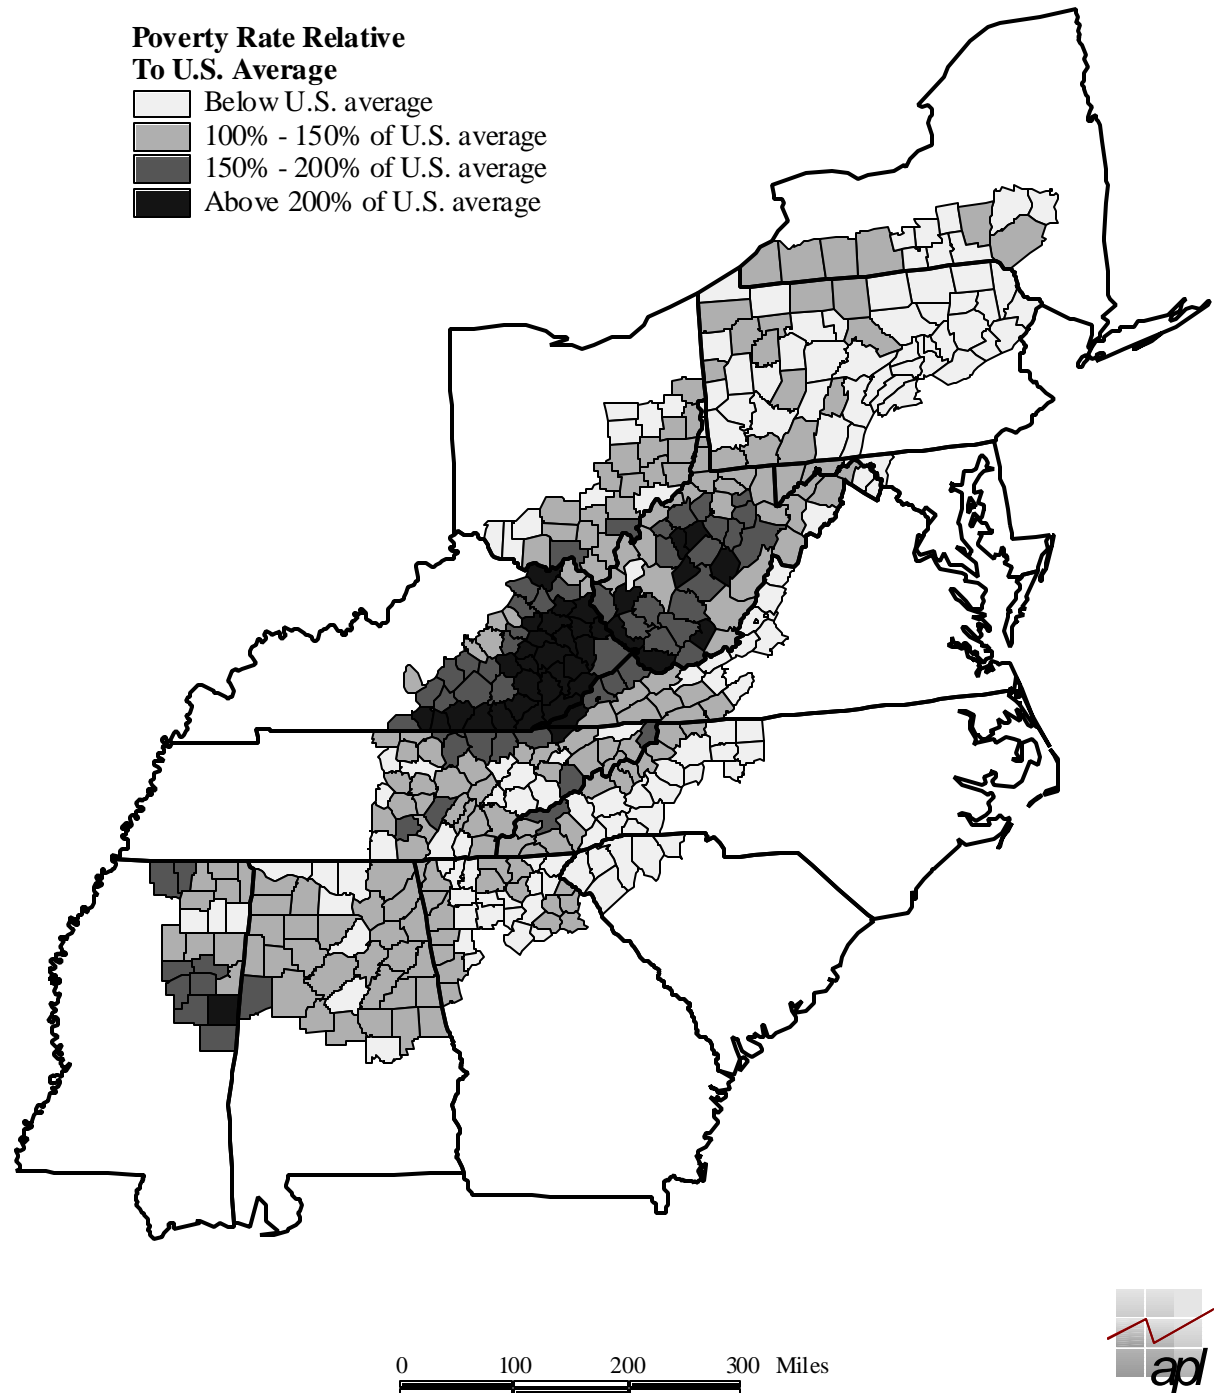 Poverty Rate Relative
To U.S. Average
Below U.S. average
100% - 150% of U.S. average
150% - 200% of U.S. average
Above 200% of U.S. average
0 100 200 300 Miles
apl